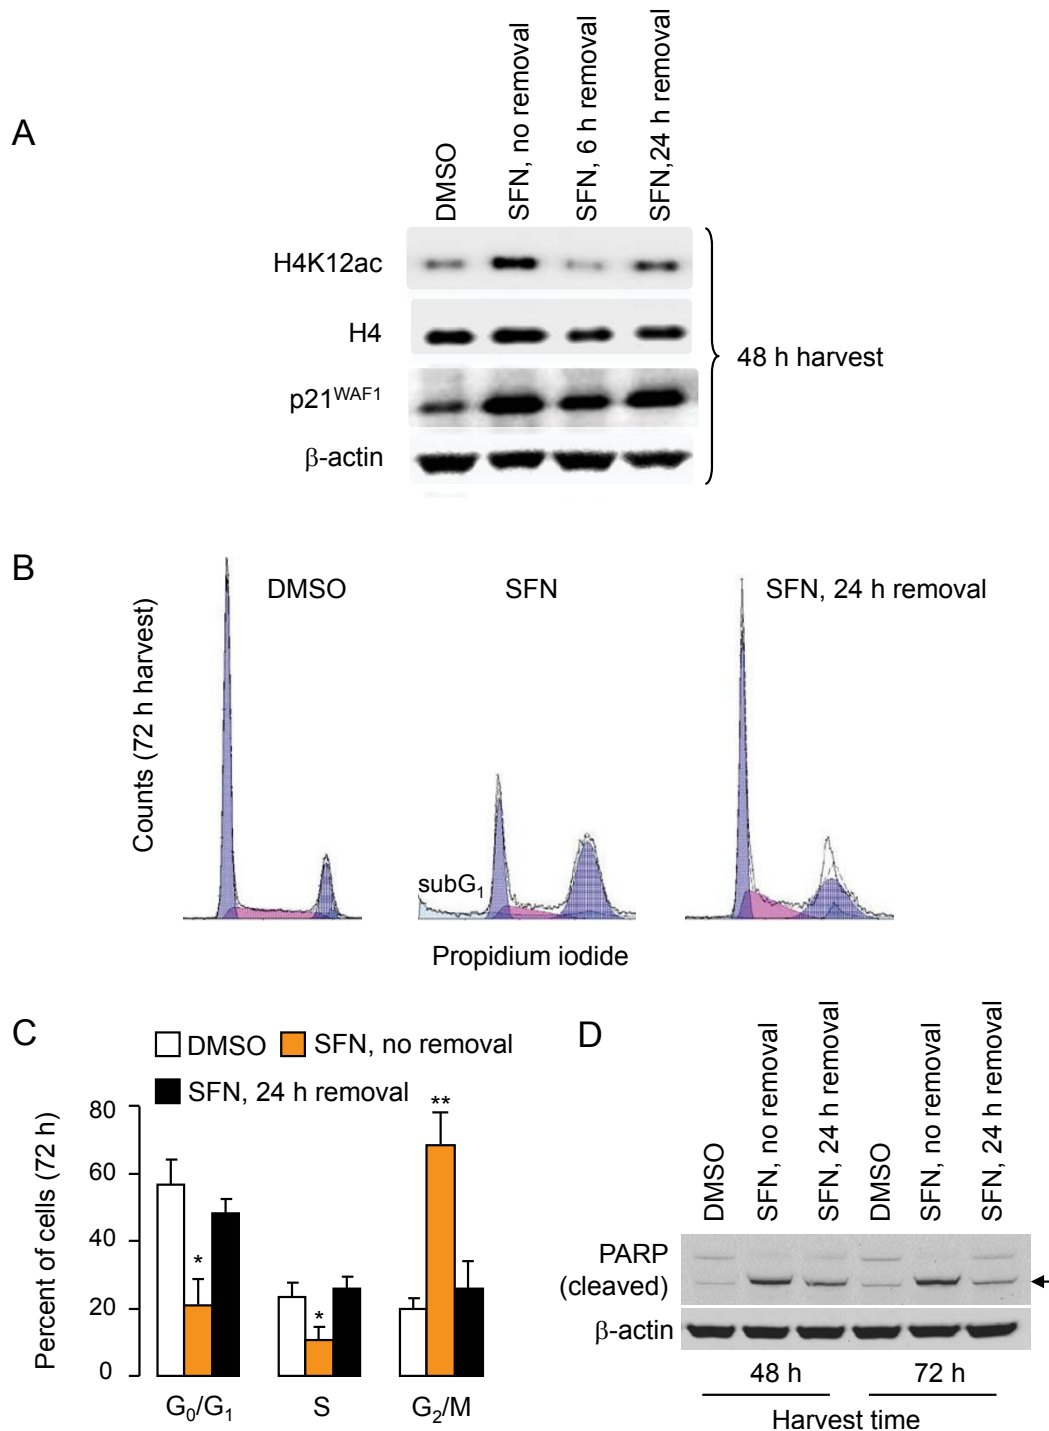 A
DMSO
SFN, no removal
SFN, 6 h removal
SFN,24 h removal
H4K12ac
H4
p21WAF1
β-actin
48 h harvest
B
Counts (72 h harvest)
DMSO
SFN
SFN, 24 h removal
subG1
Propidium iodide
C
DMSO
SFN, no removal
SFN, 24 h removal
Percent of cells (72 h)
80
60
40
20
0
*
*
**
G0/G1
S
G2/M
D
DMSO
SFN, no removal
SFN, 24 h removal
DMSO
SFN, no removal
SFN, 24 h removal
PARP
(cleaved)
β-actin
48 h
72 h
Harvest time